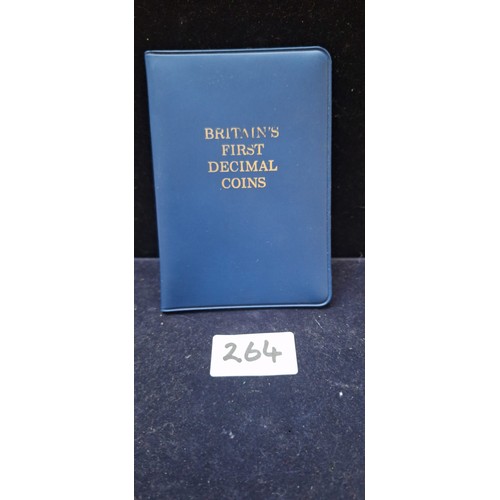 BRITAIN'S
FIRST
DECIMAL
COINS
264